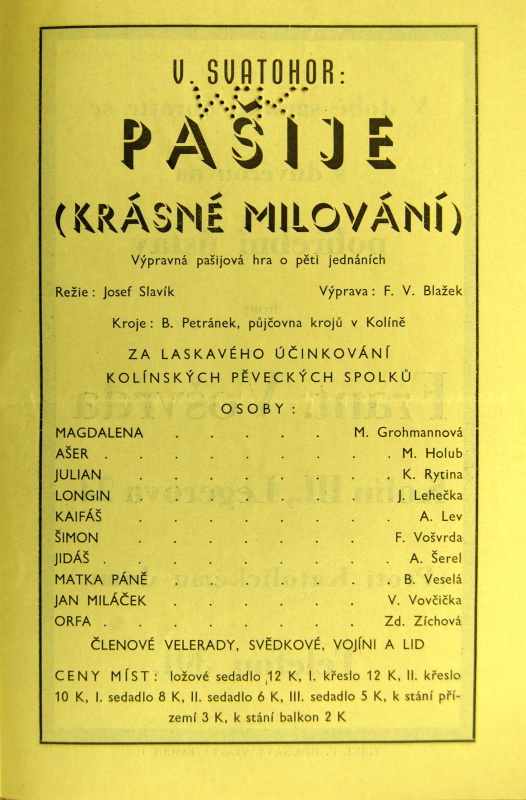 V. SVATOHOR:
PAŠIJE
(KRÁSNÉ MILOVÁNÍ)
Výpravná pašijová hra o pěti jednáních
Režie: Josef Slavík Výprava: F. V. Blažek
Kroje: B. Petránek, půjčovna krojů v Kolíně
ZA LASKAVÉHO ÚČINKOVÁNÍ
KOLÍNSKÝCH PĚVECKÝCH SPOLKŮ
OSOBY:
MAGDALENA . . . . . M. Grohmannová
AŠER . . . . . . . . M. Holub
JULIAN . . . . . . . K. Rytina
LONGIN . . . . . . . J. Lehečka
KAIFÁŠ . . . . . . . A. Lev
ŠIMON . . . . . . . F. Vošvrda
JIDÁŠ . . . . . . . . A. Šerel
MATKA PÁNĚ . . . . . . B. Veselá
JAN MILÁČEK . . . . . . V. Vovčička
ORFA . . . . . . . Zd. Zíchová
ČLENOVÉ VELERADY, SVĚDKOVÉ, VOJÍNI A LID
CENY MÍST: ložové sedadlo 12 K, I. křeslo 12 K, II. křeslo
10 K, I. sedadlo 8 K, II. sedadlo 6 K, III. sedadlo 5 K, k stání pří-
zemí 3 K, k stání balkon 2 K